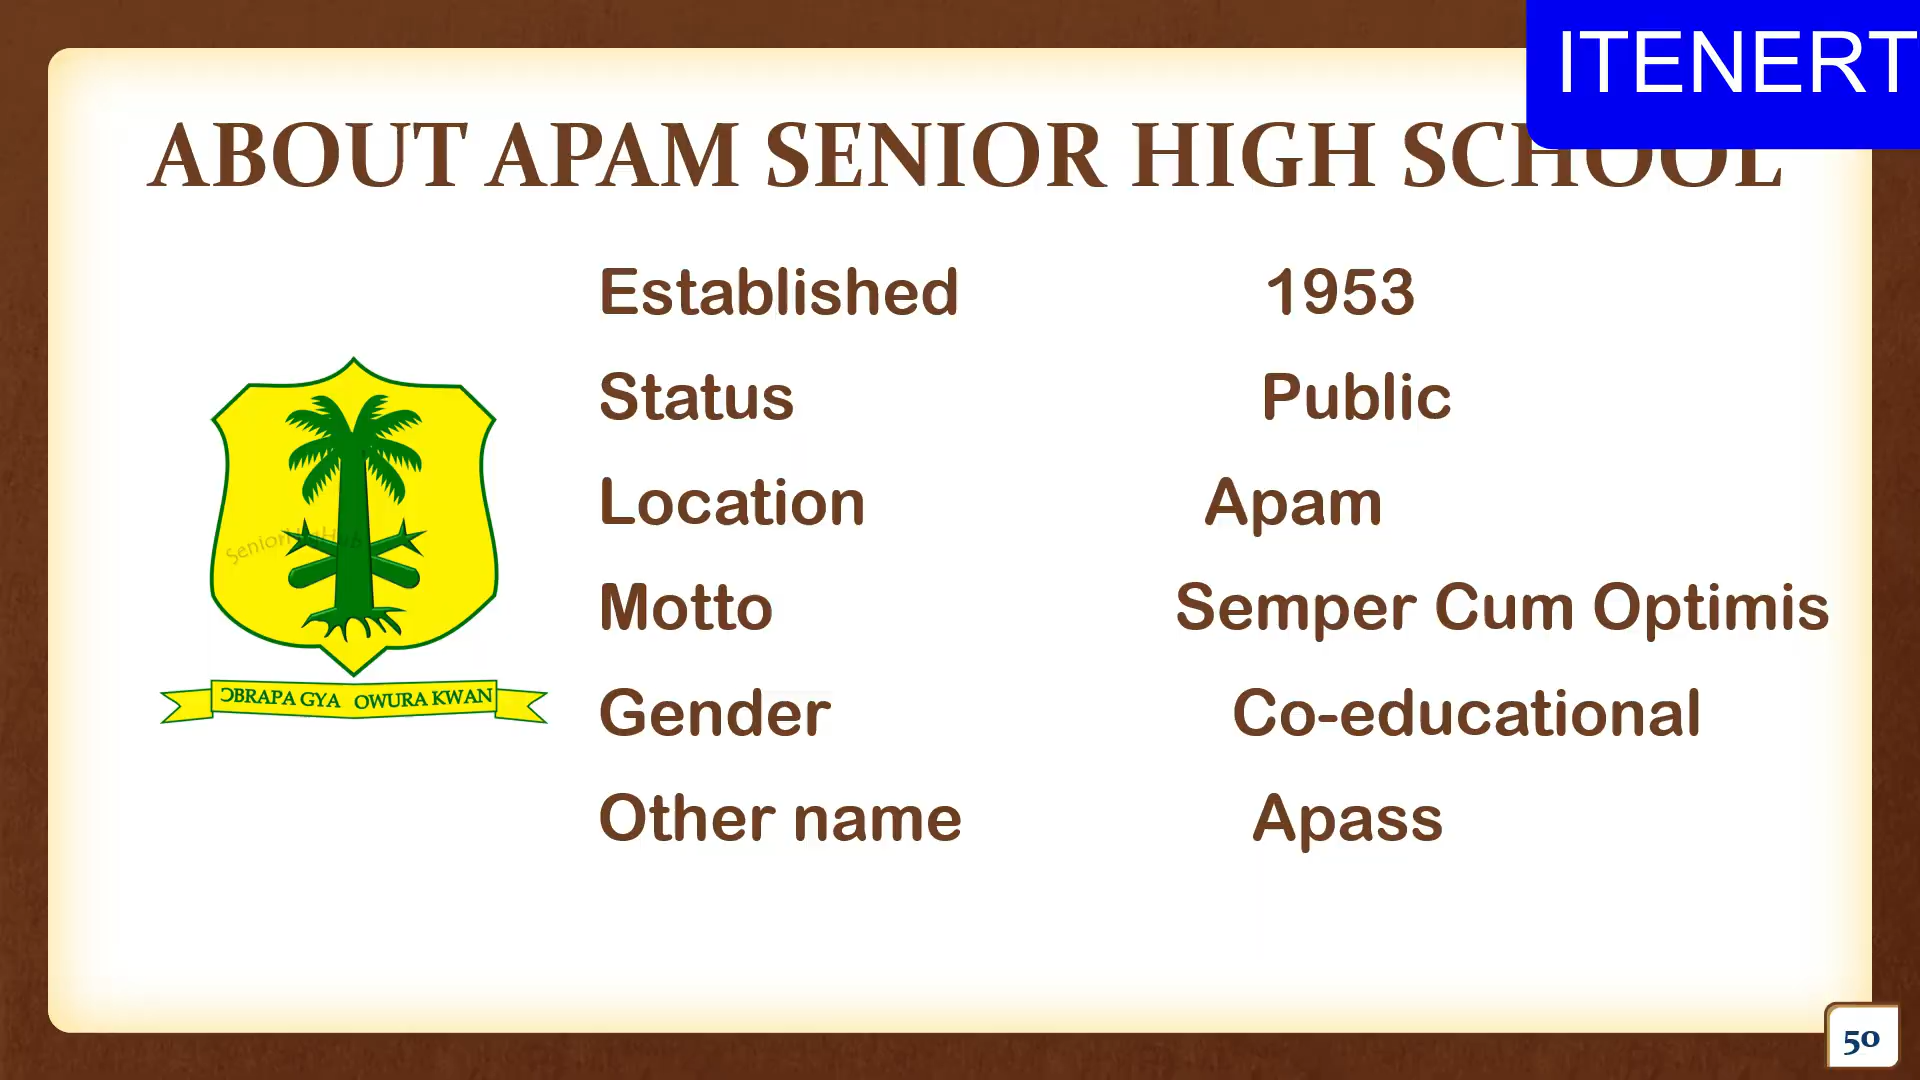 ITENERT
ABOUT APAM SENIOR HIGH SCHOOL
Established 1953
Status Public
Location Apam
Motto Semper Cum Optimis
Gender Co-educational
Other name Apass
ƆBRAPA GYA OWURA KWAN
50